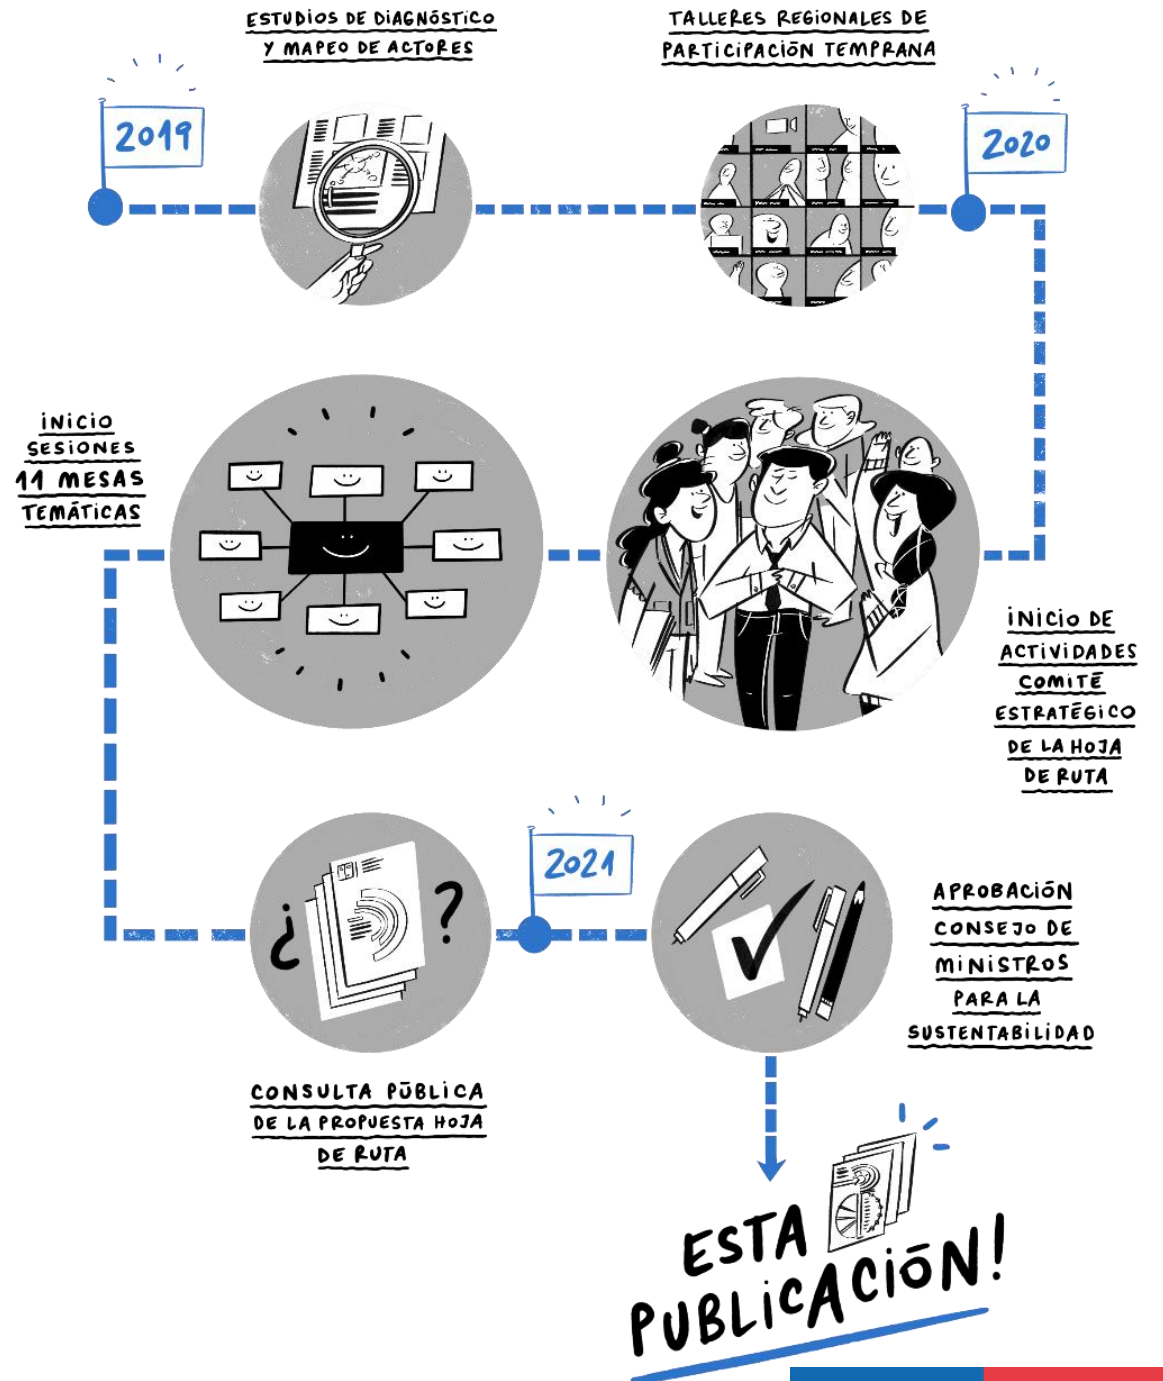 ESTUDIOS DE DIAGNÓSTICO
Y MAPEO DE ACTORES
TALLERES REGIONALES DE
PARTICIPACIÓN TEMPRANA
2019
2020
INICIO
SESIONES
11 MESAS
TEMÁTICAS
INICIO DE
ACTIVIDADES
COMITÉ
ESTRATÉGICO
DE LA HOJA
DE RUTA
2021
¿ ?
APROBACIÓN
CONSEJO DE
MINISTROS
PARA LA
SUSTENTABILIDAD
CONSULTA PÚBLICA
DE LA PROPUESTA HOJA
DE RUTA
ESTA
PUBLICACIÓN!